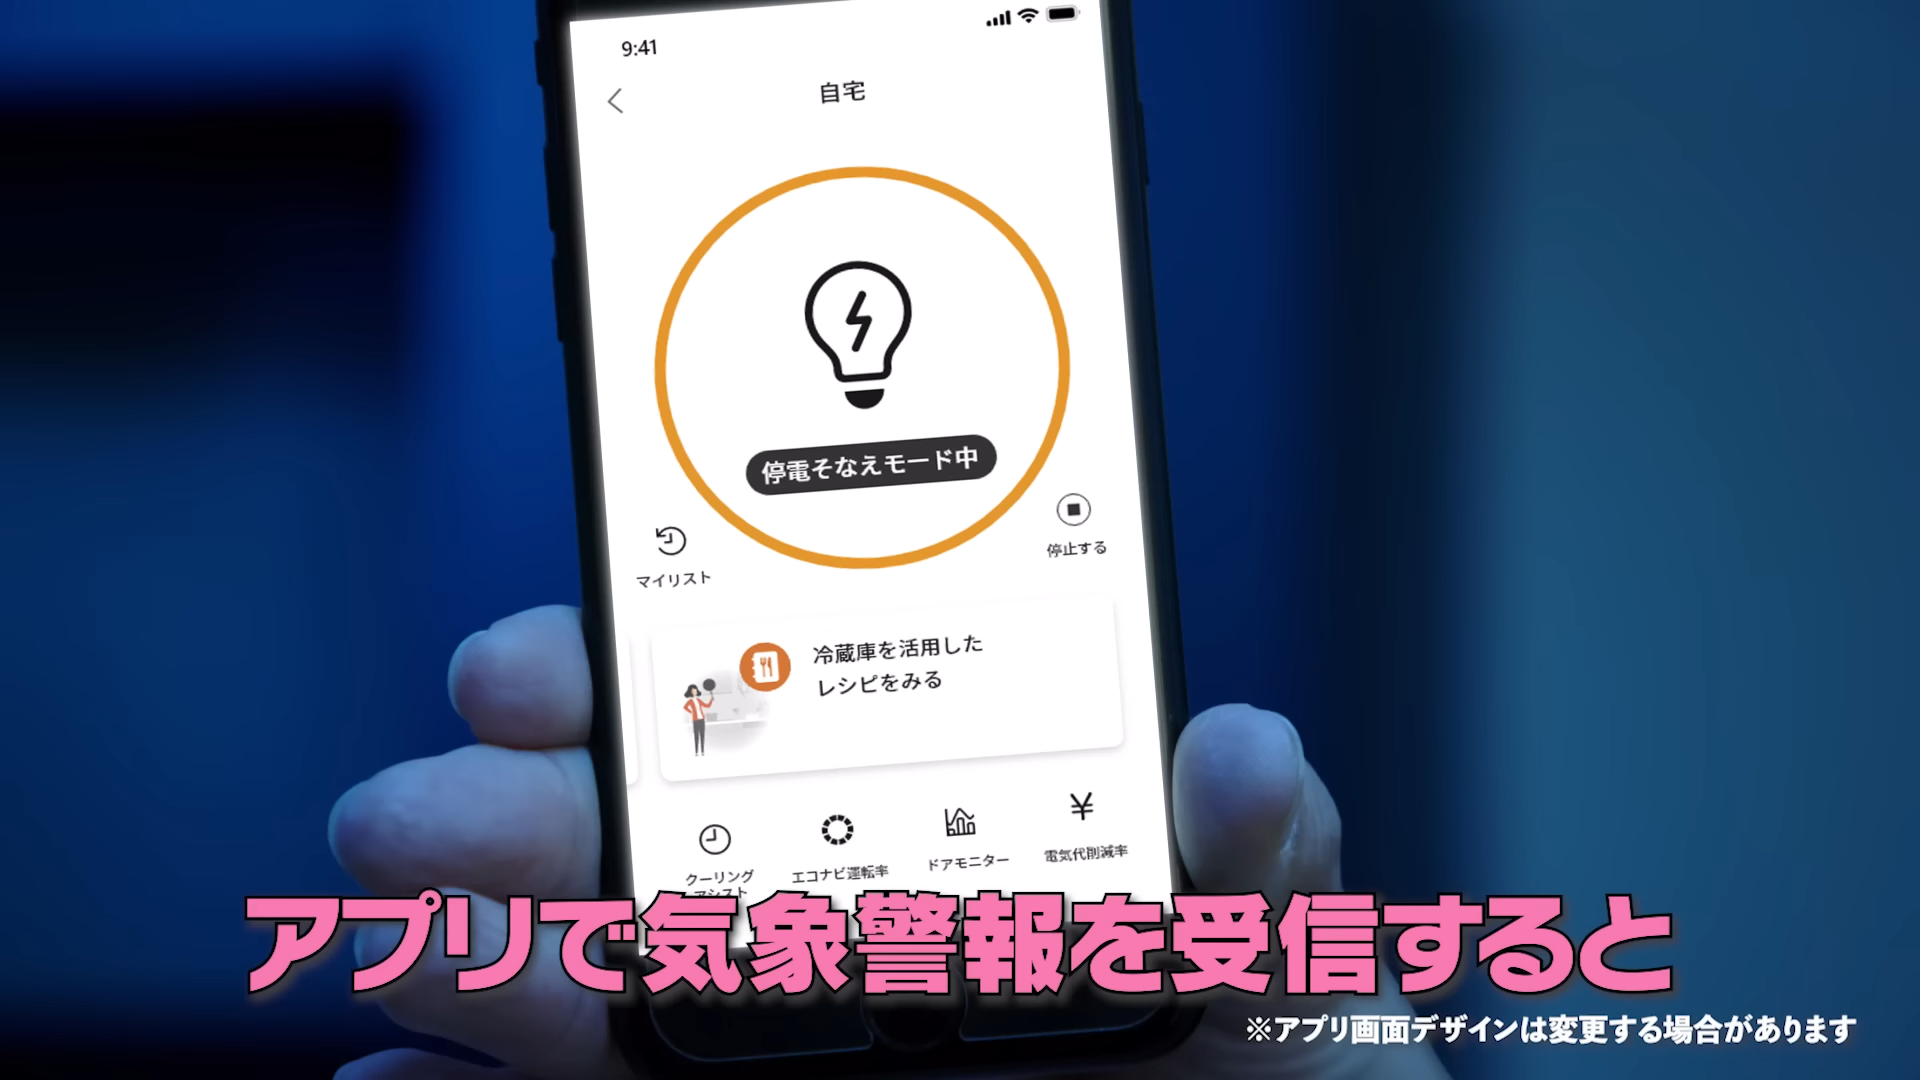 9:41
自宅
停電そなえモード中
マイリスト
停止する
冷蔵庫を活用した
レシピをみる
クーリング
アシスト
エコナビ運転率
ドアモニター
電気代削減率
アプリで気象警報を受信すると
※アプリ画面デザインは変更する場合があります